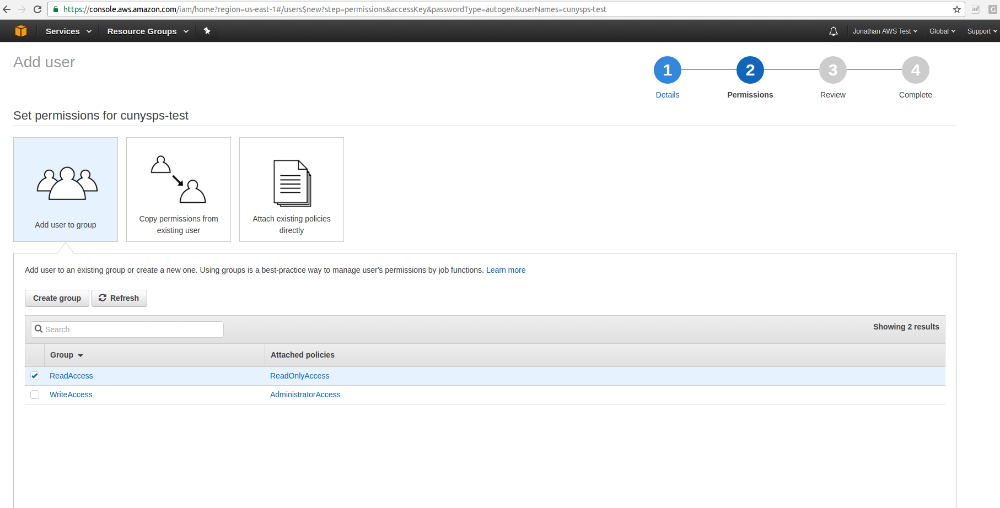 https://console.aws.amazon.com/iam/home?region=us-east-1#/users$new?step=permissions&accessKey&passwordType=autogen&userNames=cunysps-test
Services Resource Groups Jonathan AWS Test Global Support
Add user
1 2 3 4
Details Permissions Review Complete
Set permissions for cunysps-test
Add user to group
Copy permissions from
existing user
Attach existing policies
directly
Add user to an existing group or create a new one. Using groups is a best-practice way to manage user's permissions by job functions. Learn more
Create group Refresh
Search Showing 2 results
Group Attached policies
ReadAccess ReadOnlyAccess
WriteAccess AdministratorAccess